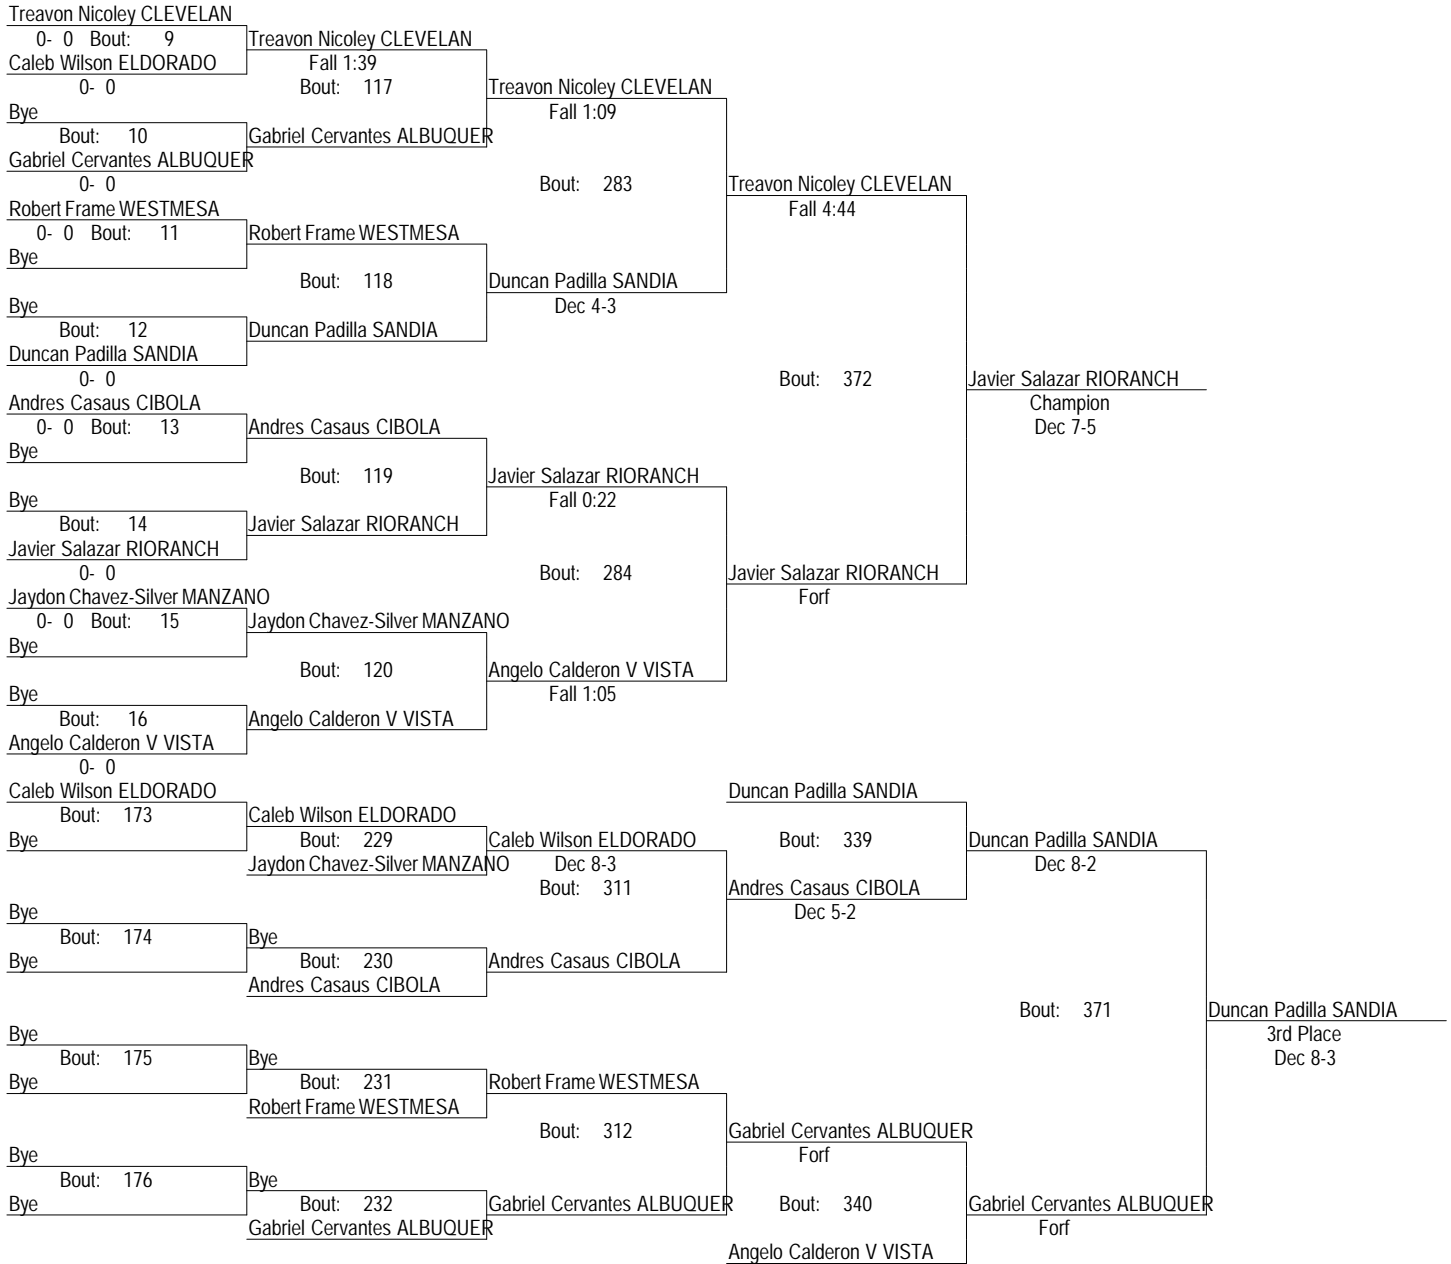 Treavon Nicoley CLEVELAN
0- 0 Bout: 9 Treavon Nicoley CLEVELAN
Caleb Wilson ELDORADO Fall 1:39
0- 0 Bout: 117 Treavon Nicoley CLEVELAN
Bye Fall 1:09
Bout: 10 Gabriel Cervantes ALBUQUER
Gabriel Cervantes ALBUQUER
0- 0 Bout: 283 Treavon Nicoley CLEVELAN
Robert Frame WESTMESA Fall 4:44
0- 0 Bout: 11 Robert Frame WESTMESA
Bye
Bout: 118 Duncan Padilla SANDIA
Bye Dec 4-3
Bout: 12 Duncan Padilla SANDIA
Duncan Padilla SANDIA
0- 0 Bout: 372 Javier Salazar RIORANCH
Andres Casaus CIBOLA Champion
0- 0 Bout: 13 Andres Casaus CIBOLA Dec 7-5
Bye
Bout: 119 Javier Salazar RIORANCH
Bye Fall 0:22
Bout: 14 Javier Salazar RIORANCH
Javier Salazar RIORANCH
0- 0 Bout: 284 Javier Salazar RIORANCH
Jaydon Chavez-Silver MANZANO Forf
0- 0 Bout: 15 Jaydon Chavez-Silver MANZANO
Bye
Bout: 120 Angelo Calderon V VISTA
Bye Fall 1:05
Bout: 16 Angelo Calderon V VISTA
Angelo Calderon V VISTA
0- 0
Caleb Wilson ELDORADO Duncan Padilla SANDIA
Bout: 173 Caleb Wilson ELDORADO
Bye Bout: 229 Caleb Wilson ELDORADO Bout: 339 Duncan Padilla SANDIA
Jaydon Chavez-Silver MANZANO Dec 8-3 Dec 8-2
Bout: 311 Andres Casaus CIBOLA
Bye Dec 5-2
Bout: 174 Bye
Bye Bout: 230 Andres Casaus CIBOLA
Andres Casaus CIBOLA
Bout: 371 Duncan Padilla SANDIA
Bye 3rd Place
Bout: 175 Bye Dec 8-3
Bye Bout: 231 Robert Frame WESTMESA
Robert Frame WESTMESA
Bout: 312 Gabriel Cervantes ALBUQUER
Bye Forf
Bout: 176 Bye
Bye Bout: 232 Gabriel Cervantes ALBUQUER Bout: 340 Gabriel Cervantes ALBUQUER
Gabriel Cervantes ALBUQUER Forf
Angelo Calderon V VISTA